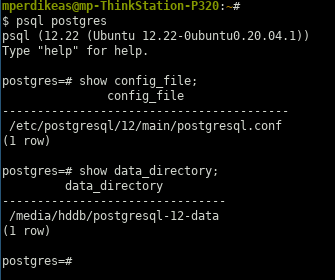 mperdikeas@mp-ThinkStation-P320:~#
$ psql postgres
psql (12.22 (Ubuntu 12.22-0ubuntu0.20.04.1))
Type "help" for help.
postgres=# show config_file;
config_file
-----------------------------------------
/etc/postgresql/12/main/postgresql.conf
(1 row)
postgres=# show data_directory;
data_directory
--------------------------------
/media/hddb/postgresql-12-data
(1 row)
postgres=#